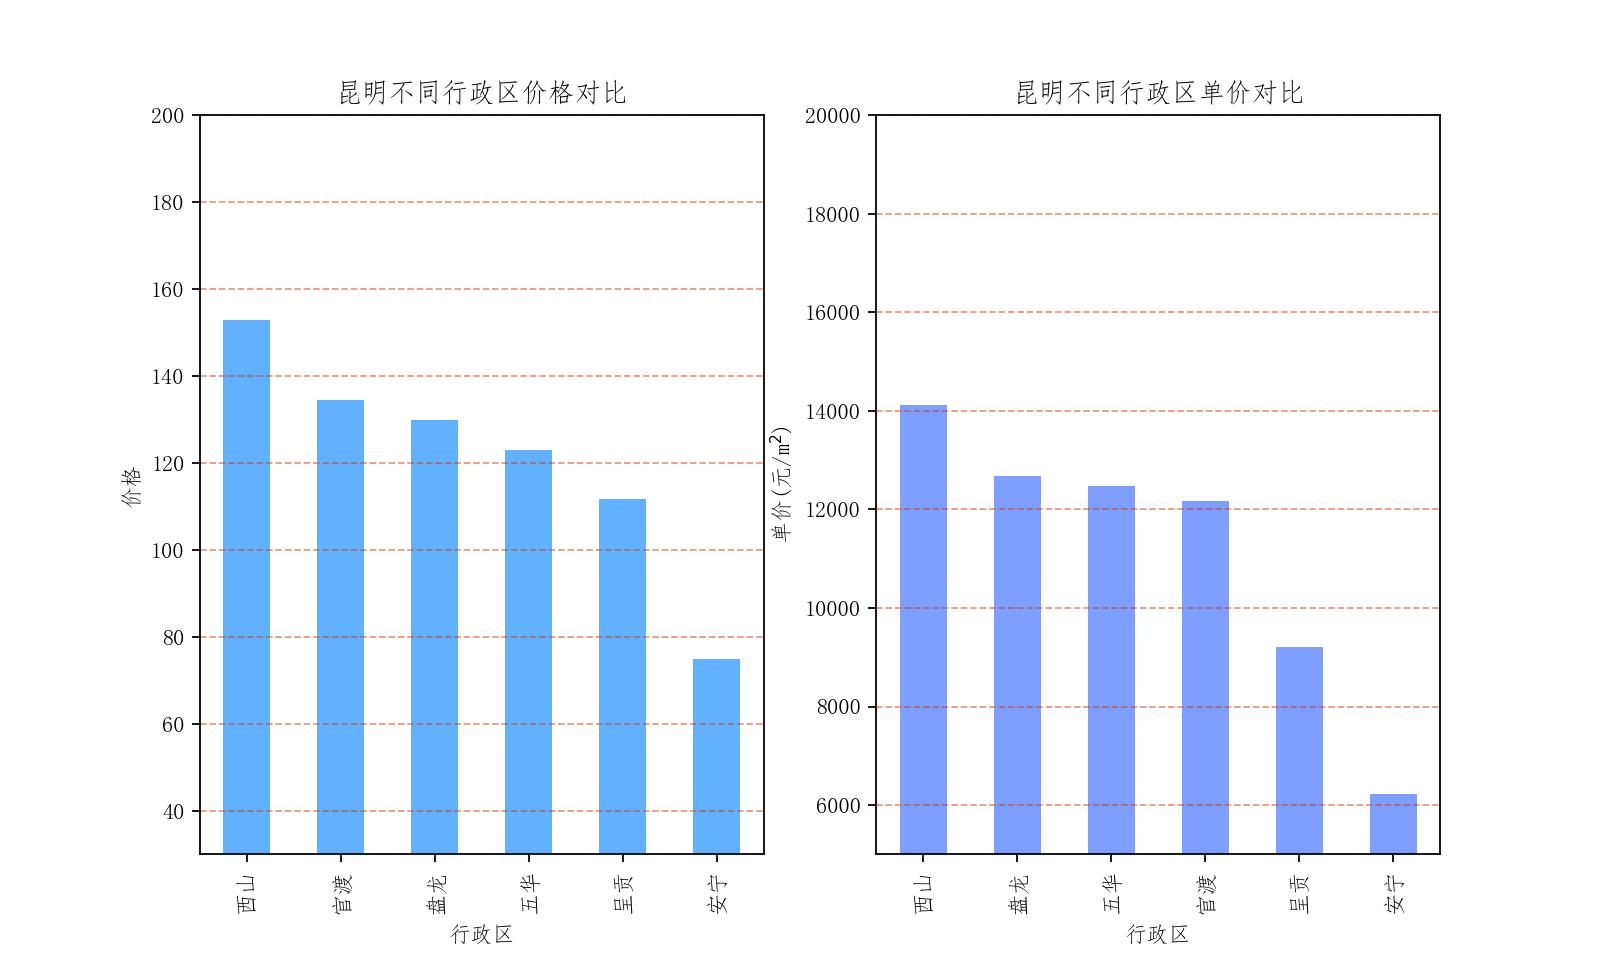 昆明不同行政区价格对比
200
180
160
140
120
100
80
60
40
价格
西山
官渡
盘龙
五华
呈贡
安宁
行政区
昆明不同行政区单价对比
20000
18000
16000
14000
12000
10000
8000
6000
单价(元/m²)
西山
盘龙
五华
官渡
呈贡
安宁
行政区